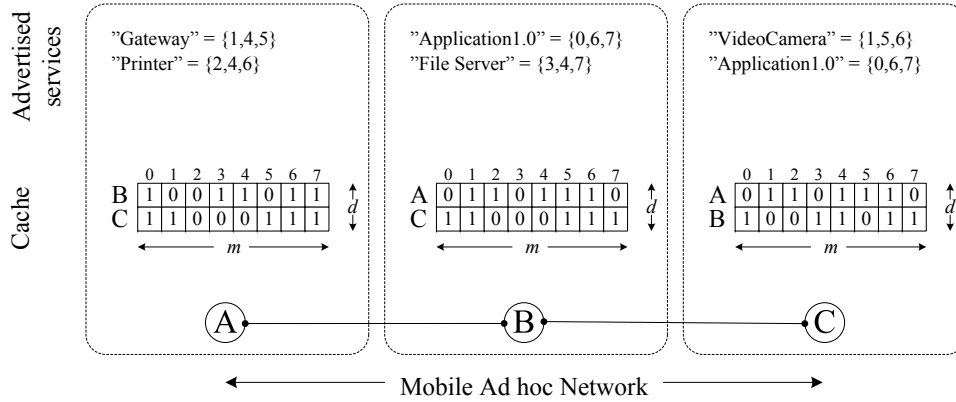 Advertised services
"Gateway" = {1,4,5}
"Printer" = {2,4,6}
"Application1.0" = {0,6,7}
"File Server" = {3,4,7}
"VideoCamera" = {1,5,6}
"Application1.0" = {0,6,7}
Cache
0 1 2 3 4 5 6 7
B 1 0 0 1 1 0 1 1
C 1 1 0 0 0 1 1 1
d
m
0 1 2 3 4 5 6 7
A 0 1 1 0 1 1 1 0
C 1 1 0 0 0 1 1 1
d
m
0 1 2 3 4 5 6 7
A 0 1 1 0 1 1 1 0
B 1 0 0 1 1 0 1 1
d
m
A
B
C
Mobile Ad hoc Network